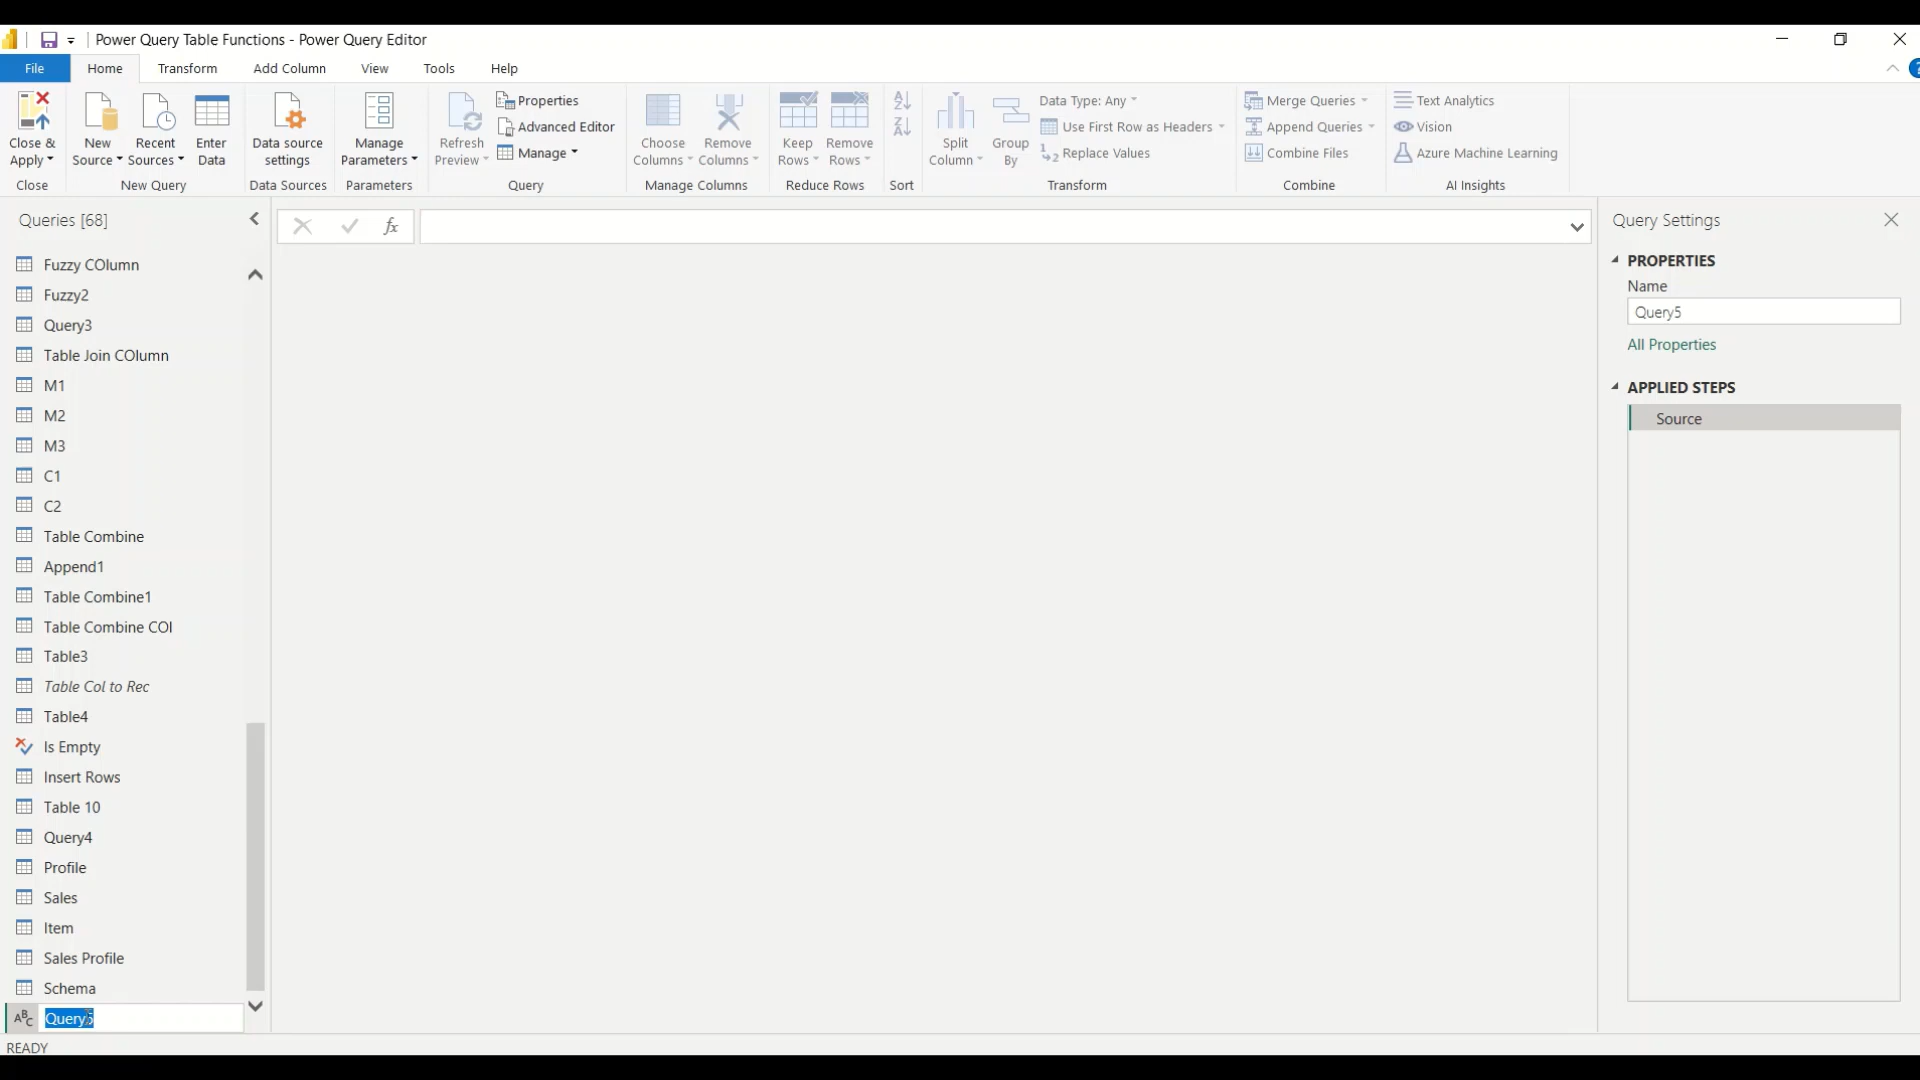 Power Query Table Functions - Power Query Editor
File Home Transform Add Column View Tools Help
Close & Apply
New Source
Recent Sources
Enter Data
Data source settings
Manage Parameters
Refresh Preview
Properties
Advanced Editor
Manage
Choose Columns
Remove Columns
Keep Rows
Remove Rows
Split Column
Group By
Data Type: Any
Use First Row as Headers
Replace Values
Merge Queries
Append Queries
Combine Files
Text Analytics
Vision
Azure Machine Learning
Close New Query Data Sources Parameters Query Manage Columns Reduce Rows Sort Transform Combine AI Insights
Queries [68]
Fuzzy COlumn
Fuzzy2
Query3
Table Join COlumn
M1
M2
M3
C1
C2
Table Combine
Append1
Table Combine1
Table Combine COl
Table3
Table Col to Rec
Table4
Is Empty
Insert Rows
Table 10
Query4
Profile
Sales
Item
Sales Profile
Schema
Query5
READY
fx
Query Settings
PROPERTIES
Name
Query5
All Properties
APPLIED STEPS
Source